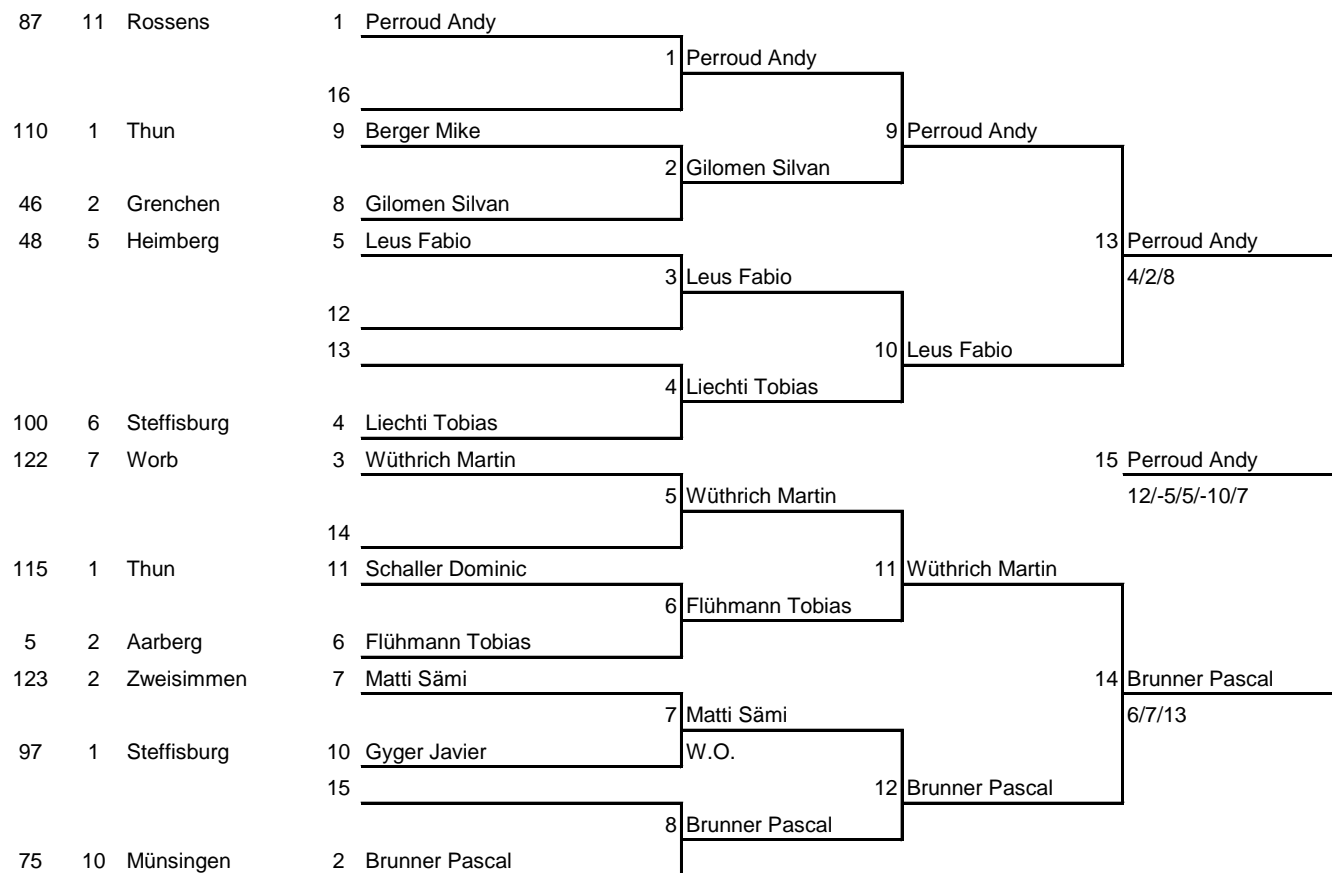 87 11 Rossens 1 Perroud Andy
1 Perroud Andy
16
110 1 Thun 9 Berger Mike 9 Perroud Andy
2 Gilomen Silvan
46 2 Grenchen 8 Gilomen Silvan
48 5 Heimberg 5 Leus Fabio 13 Perroud Andy
3 Leus Fabio 4/2/8
12
13 10 Leus Fabio
4 Liechti Tobias
100 6 Steffisburg 4 Liechti Tobias
122 7 Worb 3 Wüthrich Martin 15 Perroud Andy
5 Wüthrich Martin 12/-5/5/-10/7
14
115 1 Thun 11 Schaller Dominic 11 Wüthrich Martin
6 Flühmann Tobias
5 2 Aarberg 6 Flühmann Tobias
123 2 Zweisimmen 7 Matti Sämi 14 Brunner Pascal
7 Matti Sämi 6/7/13
97 1 Steffisburg 10 Gyger Javier W.O.
15 12 Brunner Pascal
8 Brunner Pascal
75 10 Münsingen 2 Brunner Pascal